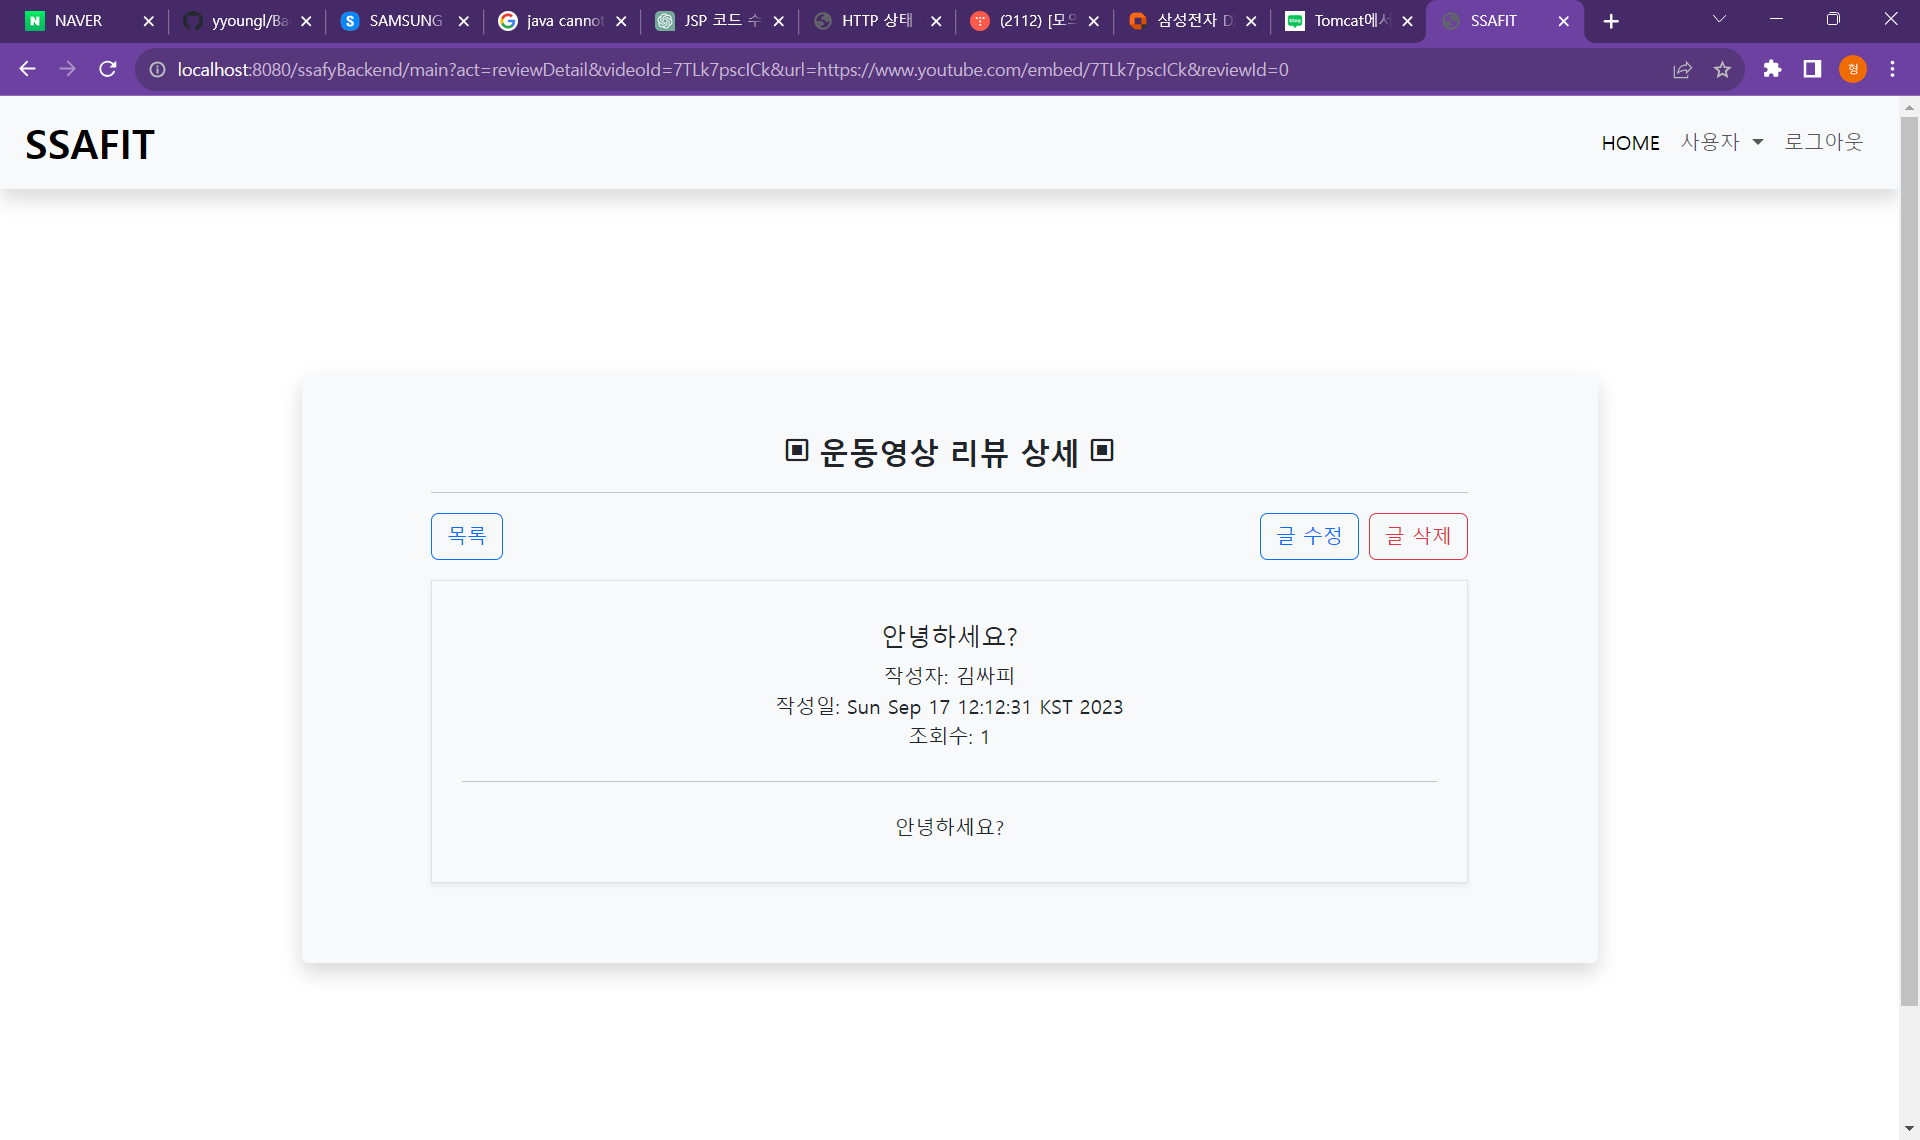 NAVER
yyoungl/Ba
SAMSUNG
java cannot
JSP 코드 수
HTTP 상태
(2112) [모의
삼성전자 D
Tomcat에서
SSAFIT
localhost:8080/ssafyBackend/main?act=reviewDetail&videoId=7TLk7pscICk&url=https://www.youtube.com/embed/7TLk7pscICk&reviewId=0
형
SSAFIT
HOME 사용자 로그아웃
▣ 운동영상 리뷰 상세 ▣
목록 글 수정 글 삭제
안녕하세요?
작성자: 김싸피
작성일: Sun Sep 17 12:12:31 KST 2023
조회수: 1
안녕하세요?